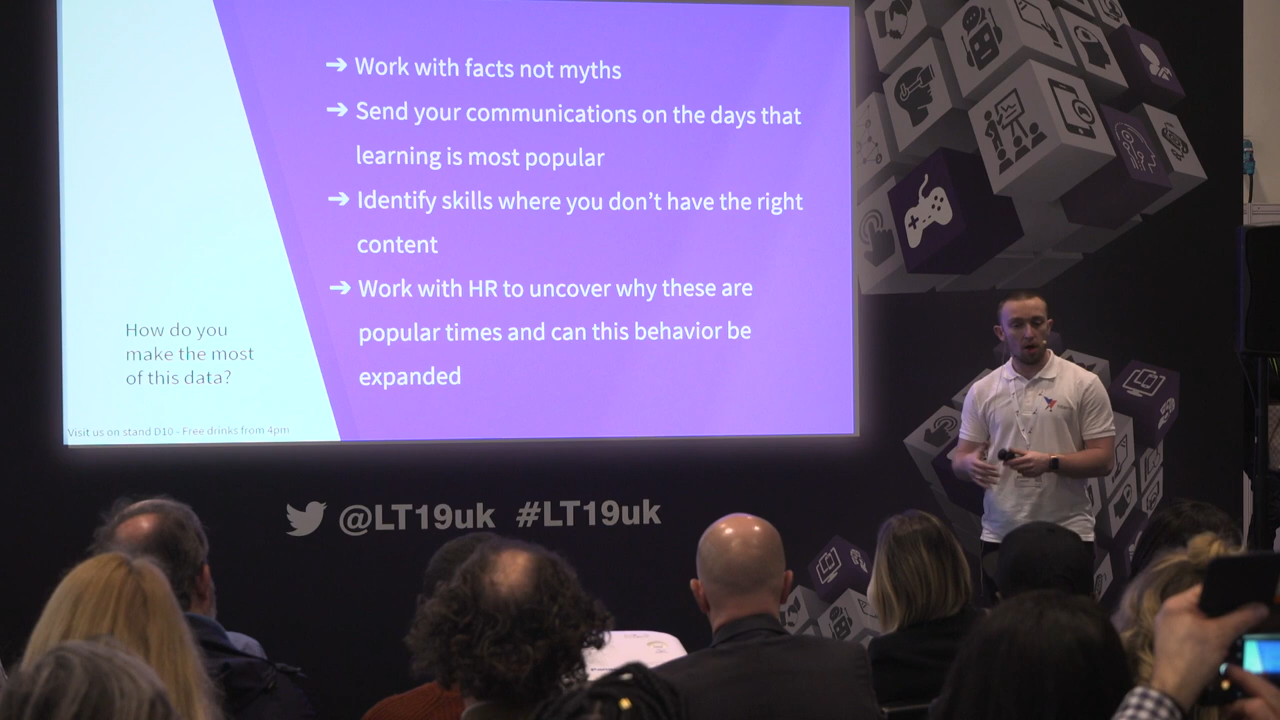 ➔ Work with facts not myths
➔ Send your communications on the days that
learning is most popular
➔ Identify skills where you don't have the right
content
➔ Work with HR to uncover why these are
popular times and can this behavior be
expanded
How do you
make the most
of this data?
Visit us on stand D10 - Free drinks from 4pm
@LT19uk #LT19uk